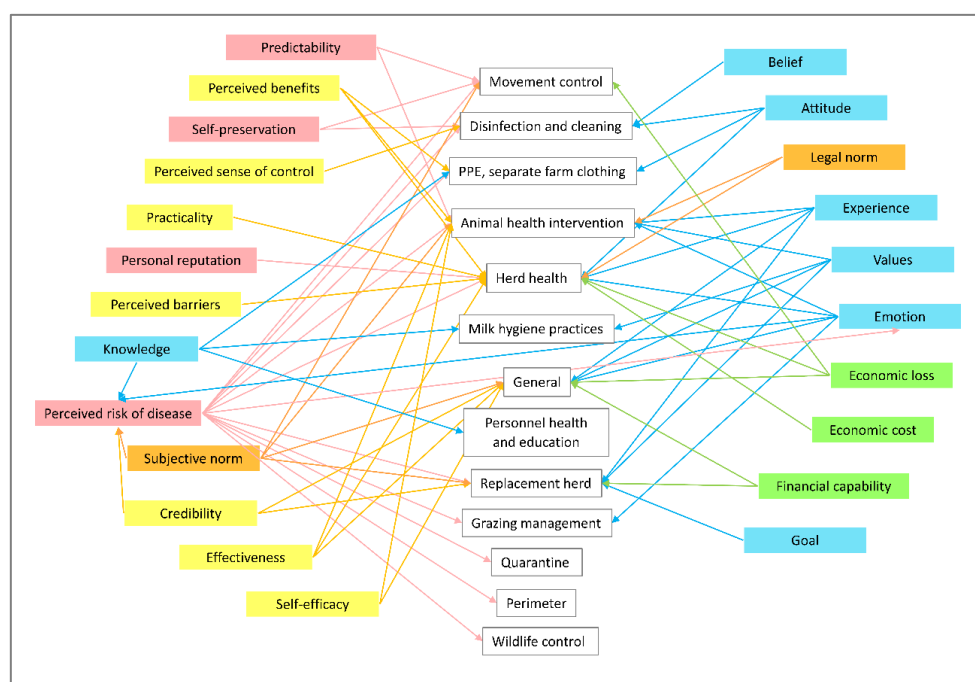 Predictability
Perceived benefits
Self-preservation
Perceived sense of control
Practicality
Personal reputation
Perceived barriers
Knowledge
Perceived risk of disease
Subjective norm
Credibility
Effectiveness
Self-efficacy
Movement control
Disinfection and cleaning
PPE, separate farm clothing
Animal health intervention
Herd health
Milk hygiene practices
General
Personnel health
and education
Replacement herd
Grazing management
Quarantine
Perimeter
Wildlife control
Belief
Attitude
Legal norm
Experience
Values
Emotion
Economic loss
Economic cost
Financial capability
Goal